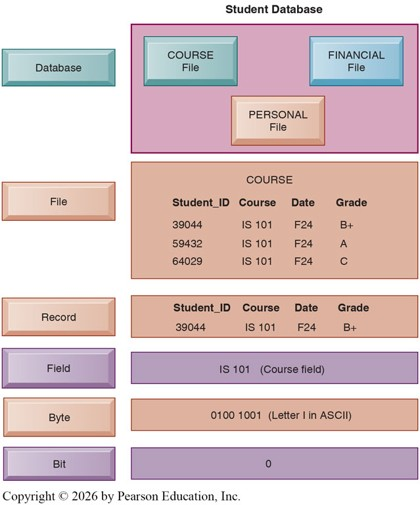 Student Database
Database
COURSE
File
FINANCIAL
File
PERSONAL
File
File
COURSE
Student_ID Course Date Grade
39044 IS 101 F24 B+
59432 IS 101 F24 A
64029 IS 101 F24 C
Record
Student_ID Course Date Grade
39044 IS 101 F24 B+
Field
IS 101 (Course field)
Byte
0100 1001 (Letter I in ASCII)
Bit
0
Copyright © 2026 by Pearson Education, Inc.